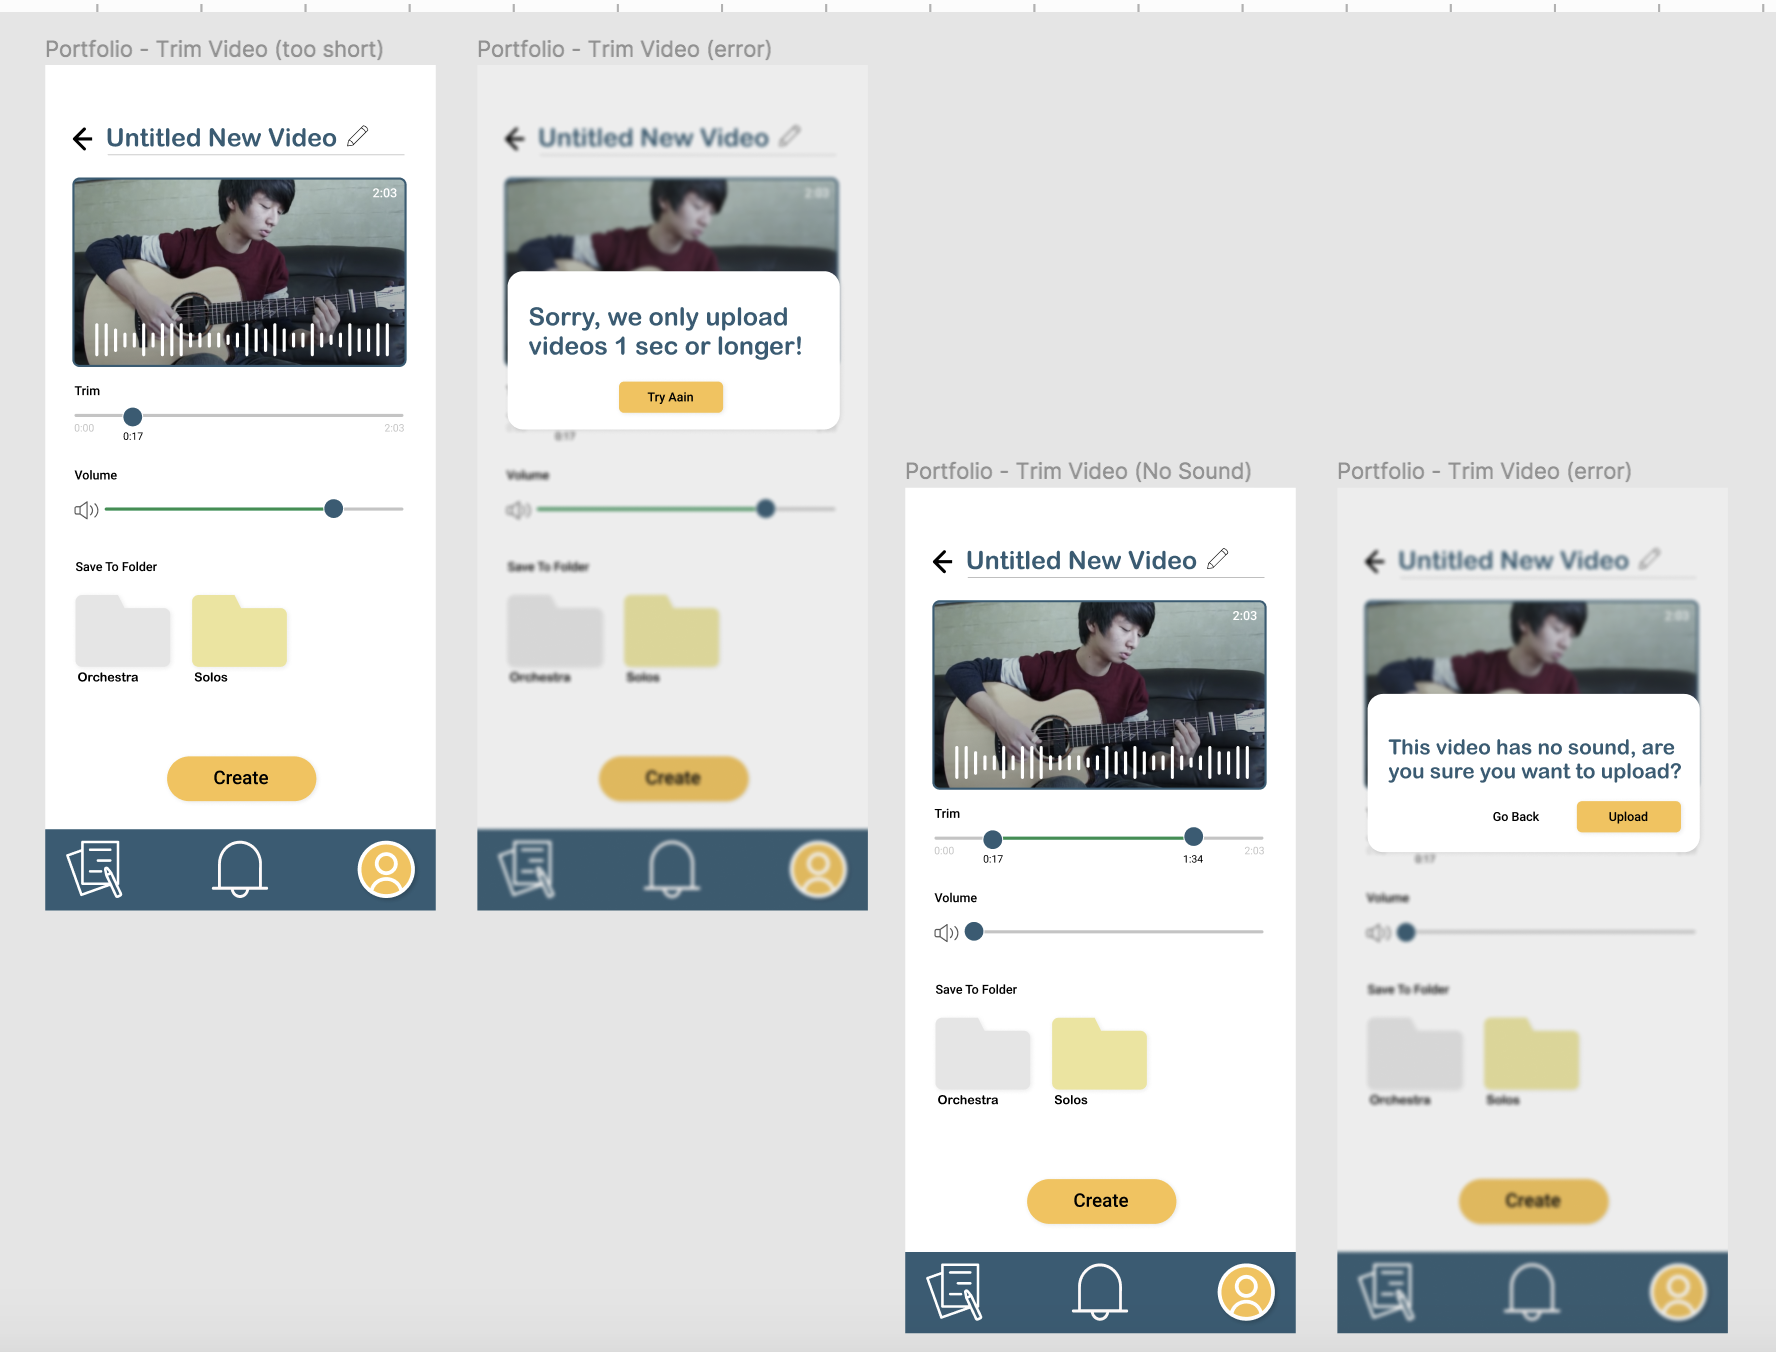 Portfolio - Trim Video (too short)
Untitled New Video
2:03
Trim
0:00
2:03
0:17
Volume
Save To Folder
Orchestra
Solos
Create
Portfolio - Trim Video (error)
Untitled New Video
2:03
Sorry, we only upload
videos 1 sec or longer!
Try Aain
0:17
Volume
Save To Folder
Orchestra
Solos
Create
Portfolio - Trim Video (No Sound)
Untitled New Video
2:03
Trim
0:00
2:03
0:17
1:34
Volume
Save To Folder
Orchestra
Solos
Create
Portfolio - Trim Video (error)
Untitled New Video
2:03
This video has no sound, are
you sure you want to upload?
Go Back
Upload
0:17
Volume
Save To Folder
Orchestra
Solos
Create